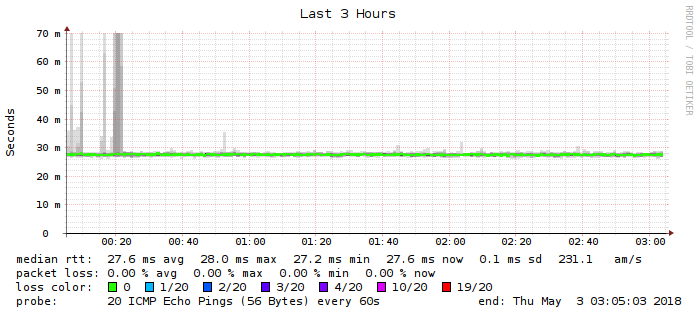 Last 3 Hours
RRDTOOL / TOBI OETIKER
70 m
60 m
50 m
40 m
30 m
20 m
10 m
0
Seconds
00:20 00:40 01:00 01:20 01:40 02:00 02:20 02:40 03:00
median rtt: 27.6 ms avg 28.0 ms max 27.2 ms min 27.6 ms now 0.1 ms sd 231.1 am/s
packet loss: 0.00 % avg 0.00 % max 0.00 % min 0.00 % now
loss color: 0 1/20 2/20 3/20 4/20 10/20 19/20
probe: 20 ICMP Echo Pings (56 Bytes) every 60s end: Thu May 3 03:05:03 2018